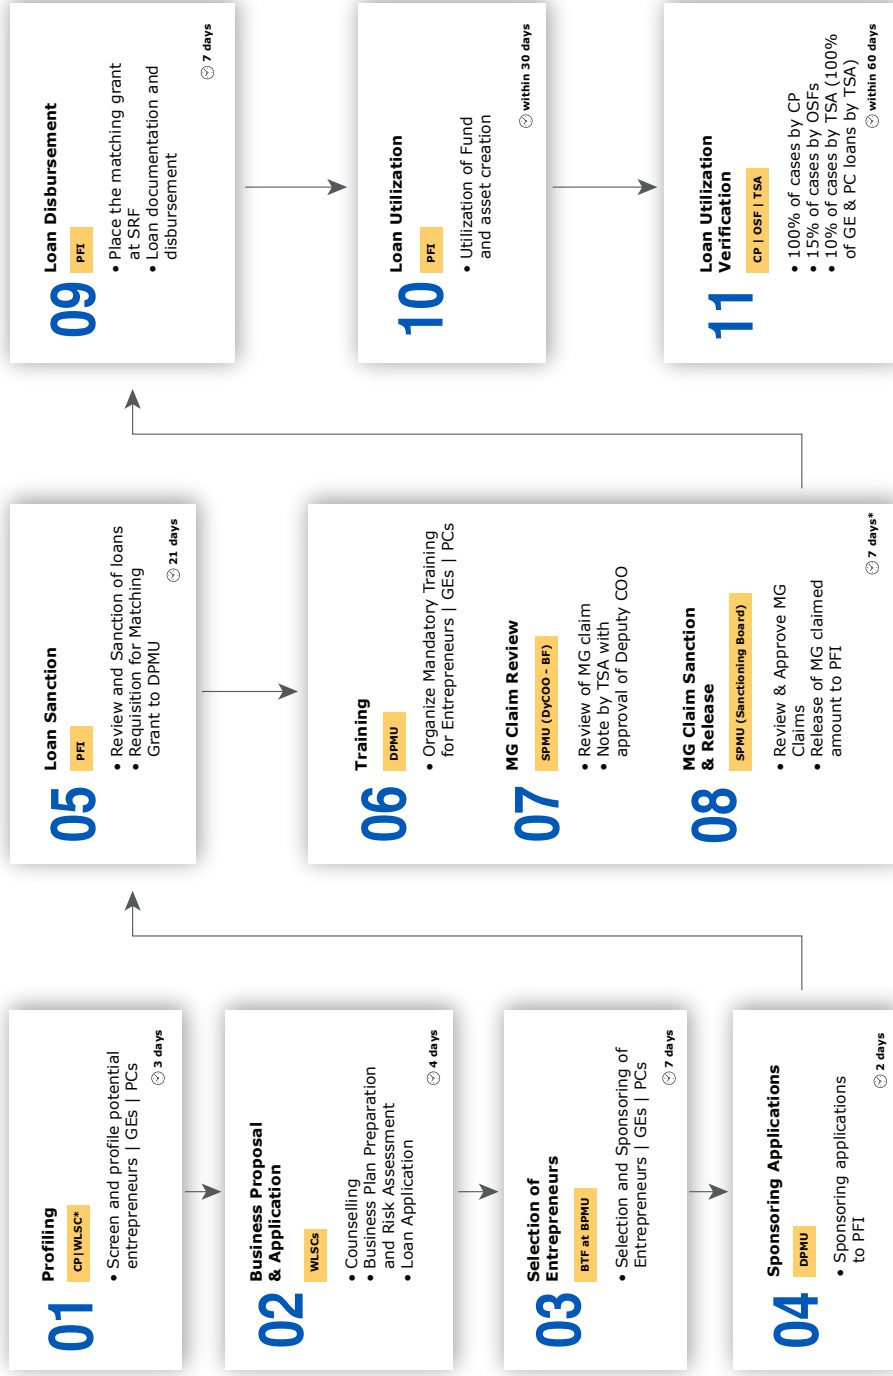 01
Profiling
CP|WLSC*
• Screen and profile potential
entrepreneurs | GEs | PCs
3 days
02
Business Proposal
& Application
WLSCs
• Counselling
• Business Plan Preparation
and Risk Assessment
• Loan Application
4 days
03
Selection of
Entrepreneurs
BTF at BPMU
• Selection and Sponsoring of
Entrepreneurs | GEs | PCs
7 days
04
Sponsoring Applications
DPMU
• Sponsoring applications
to PFI
2 days
05
Loan Sanction
PFI
• Review and Sanction of loans
• Requisition for Matching
Grant to DPMU
21 days
06
Training
DPMU
• Organize Mandatory Training
for Entrepreneurs | GEs | PCs
07
MG Claim Review
SPMU (DyCOO - BF)
• Review of MG claim
• Note by TSA with
approval of Deputy COO
08
MG Claim Sanction
& Release
SPMU (Sanctioning Board)
• Review & Approve MG
Claims
• Release of MG claimed
amount to PFI
7 days*
09
Loan Disbursement
PFI
• Place the matching grant
at SRF
• Loan documentation and
disbursement
7 days
10
Loan Utilization
PFI
• Utilization of Fund
and asset creation
within 30 days
11
Loan Utilization
Verification
CP | OSF | TSA
• 100% of cases by CP
• 15% of cases by OSFs
• 10% of cases by TSA (100%
of GE & PC loans by TSA)
within 60 days